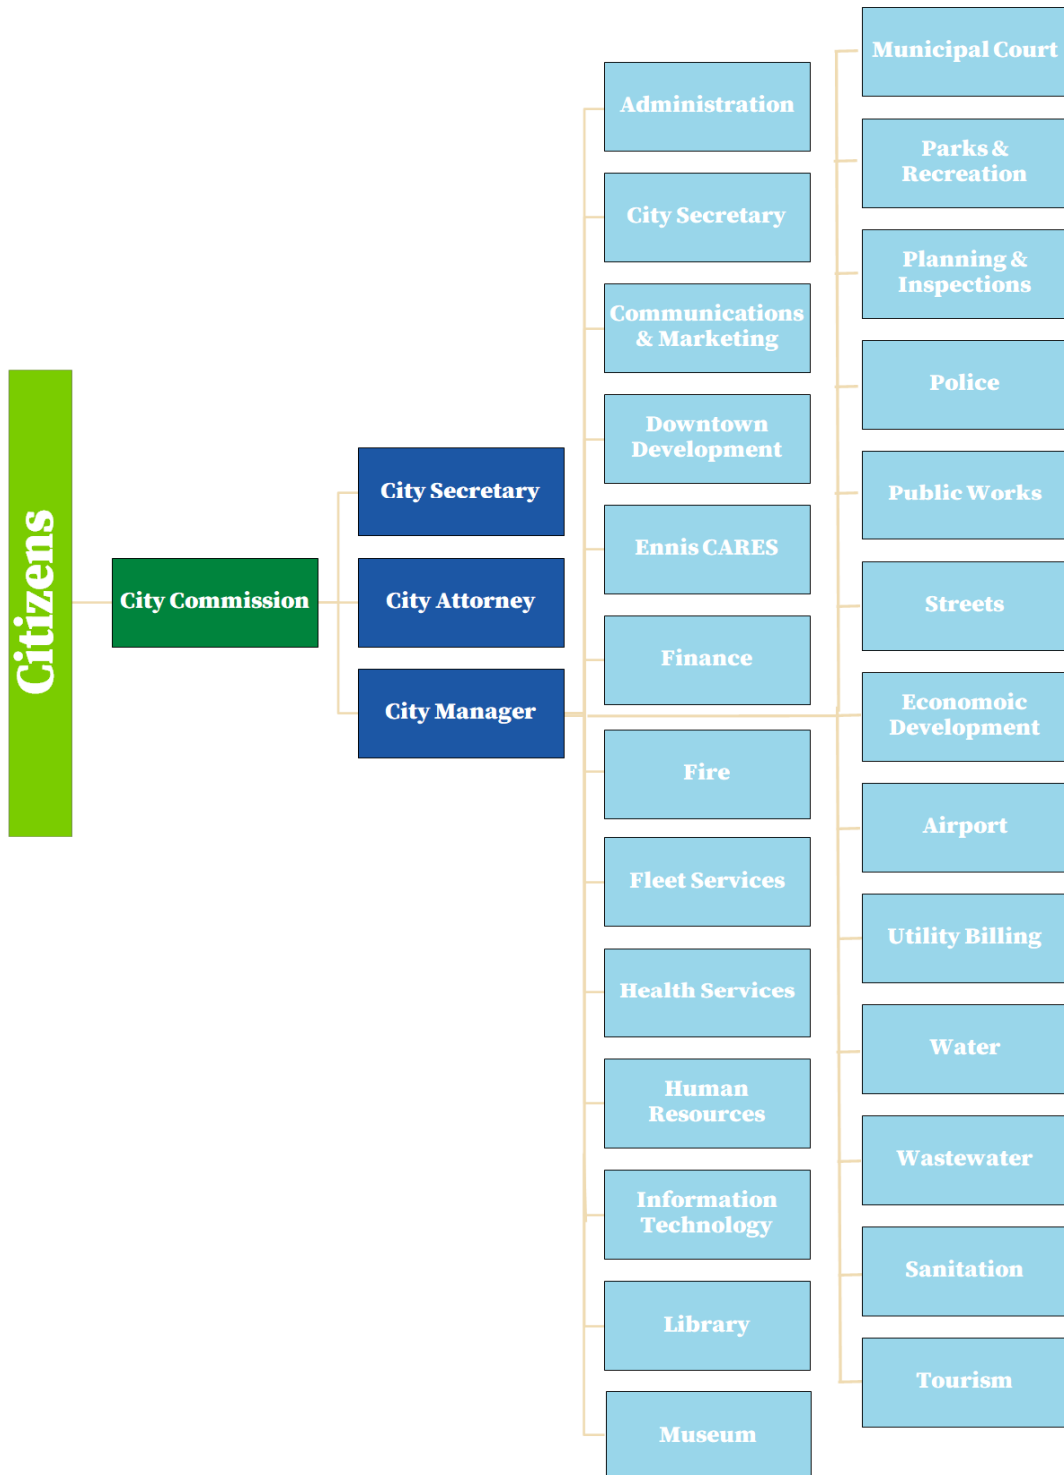 Citizens
City Commission
City Secretary
City Attorney
City Manager
Administration
City Secretary
Communications
& Marketing
Downtown
Development
Ennis CARES
Finance
Fire
Fleet Services
Health Services
Human
Resources
Information
Technology
Library
Museum
Municipal Court
Parks &
Recreation
Planning &
Inspections
Police
Public Works
Streets
Economoic
Development
Airport
Utility Billing
Water
Wastewater
Sanitation
Tourism